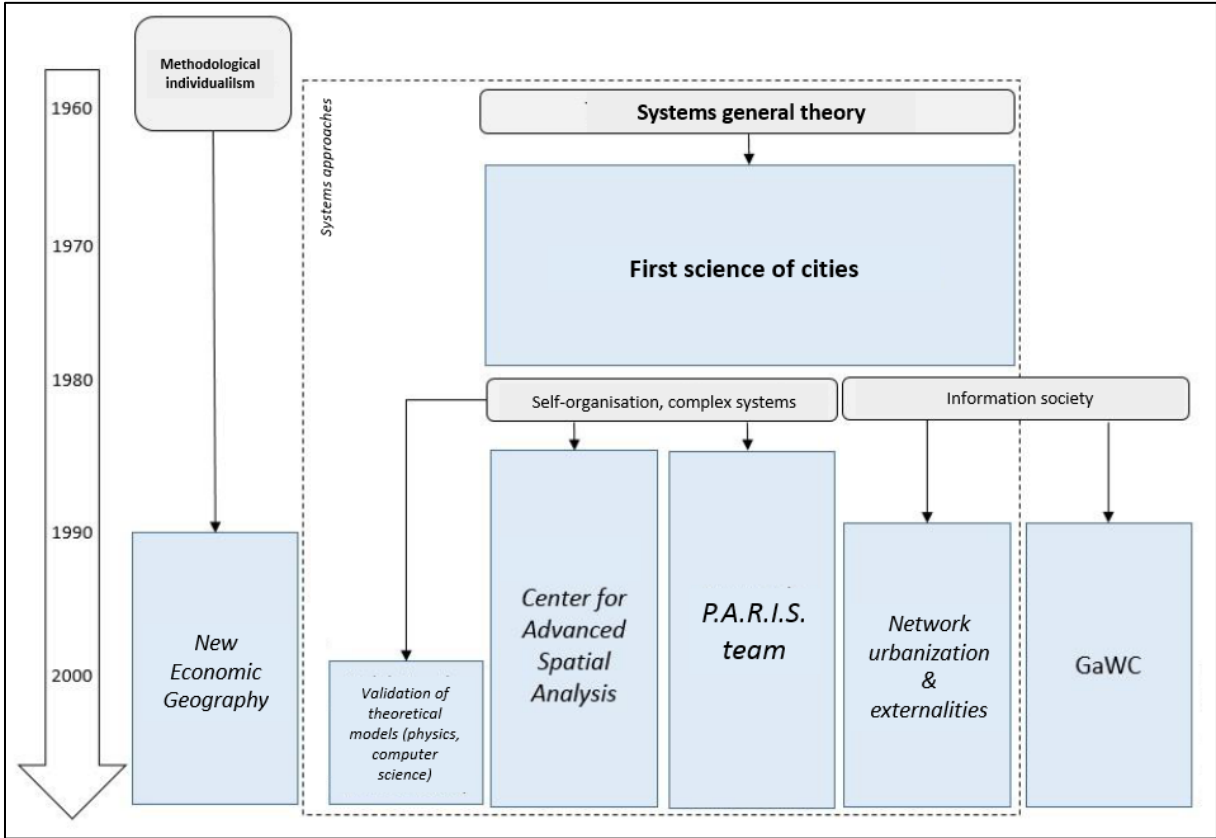 Methodological
individualilsm
1960
1970
1980
1990
2000
Systems approaches
Systems general theory
First science of cities
Self-organisation, complex systems
Information society
New
Economic
Geography
Validation of
theoretical
models (physics,
computer
science)
Center for
Advanced
Spatial
Analysis
P.A.R.I.S.
team
Network
urbanization
&
externalities
GaWC